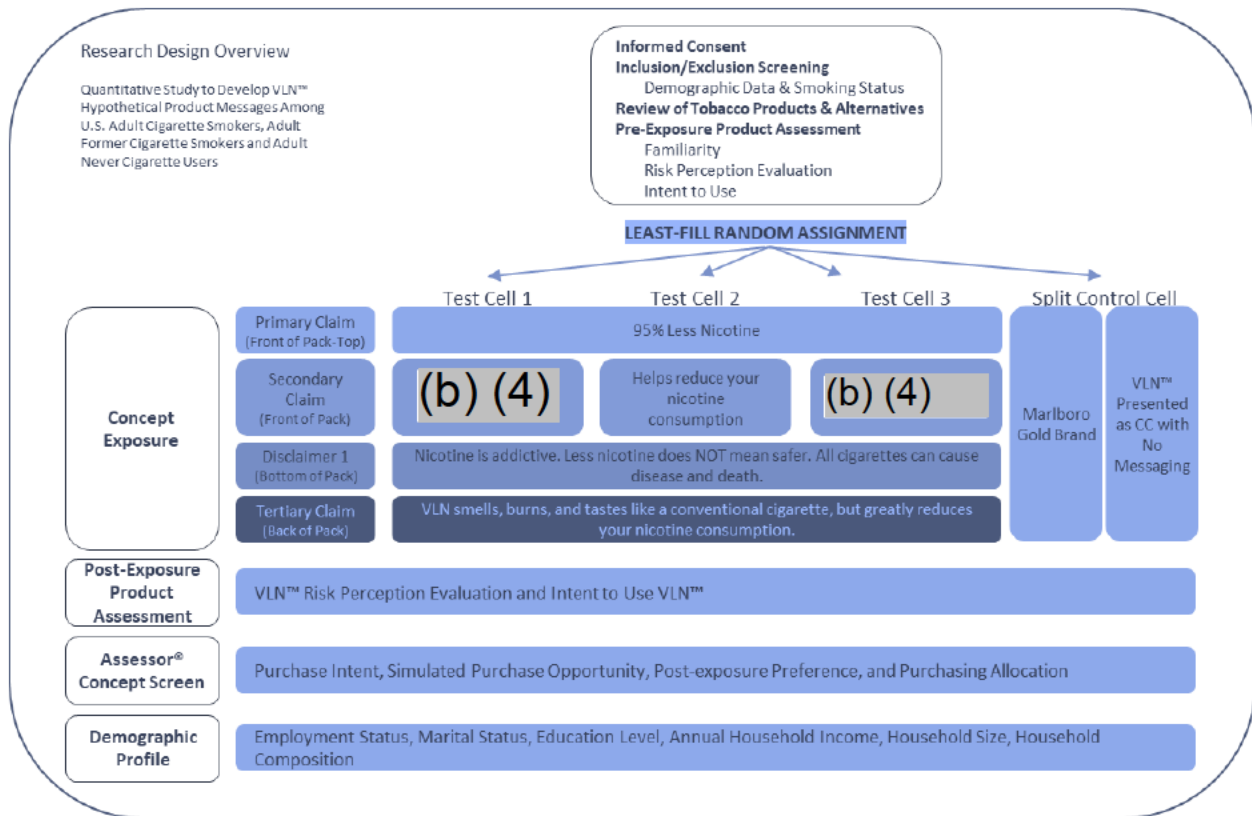 Research Design Overview
Quantitative Study to Develop VLN™
Hypothetical Product Messages Among
U.S. Adult Cigarette Smokers, Adult
Former Cigarette Smokers and Adult
Never Cigarette Users
Informed Consent
Inclusion/Exclusion Screening
Demographic Data & Smoking Status
Review of Tobacco Products & Alternatives
Pre-Exposure Product Assessment
Familiarity
Risk Perception Evaluation
Intent to Use
LEAST-FILL RANDOM ASSIGNMENT
Test Cell 1
Test Cell 2
Test Cell 3
Split Control Cell
Concept
Exposure
Primary Claim
(Front of Pack-Top)
95% Less Nicotine
Secondary
Claim
(Front of Pack)
(b) (4)
Helps reduce your
nicotine
consumption
(b) (4)
Disclaimer 1
(Bottom of Pack)
Nicotine is addictive. Less nicotine does NOT mean safer. All cigarettes can cause
disease and death.
Tertiary Claim
(Back of Pack)
VLN smells, burns, and tastes like a conventional cigarette, but greatly reduces
your nicotine consumption.
Marlboro
Gold Brand
VLN™
Presented
as CC with
No
Messaging
Post-Exposure
Product
Assessment
VLN™ Risk Perception Evaluation and Intent to Use VLN™
Assessor®
Concept Screen
Purchase Intent, Simulated Purchase Opportunity, Post-exposure Preference, and Purchasing Allocation
Demographic
Profile
Employment Status, Marital Status, Education Level, Annual Household Income, Household Size, Household
Composition